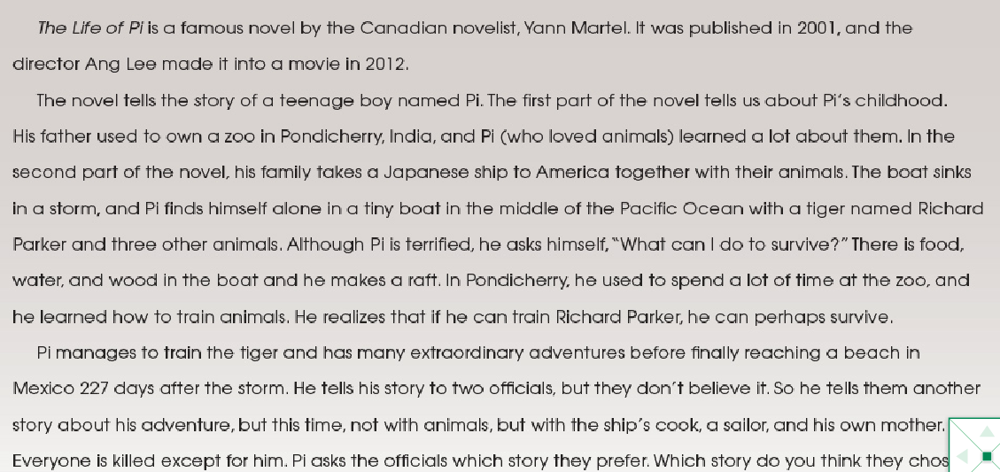 The Life of Pi is a famous novel by the Canadian novelist, Yann Martel. It was published in 2001, and the
director Ang Lee made it into a movie in 2012.
The novel tells the story of a teenage boy named Pi. The first part of the novel tells us about Pi's childhood.
His father used to own a zoo in Pondicherry, India, and Pi (who loved animals) learned a lot about them. In the
second part of the novel, his family takes a Japanese ship to America together with their animals. The boat sinks
in a storm, and Pi finds himself alone in a tiny boat in the middle of the Pacific Ocean with a tiger named Richard
Parker and three other animals. Although Pi is terrified, he asks himself, “What can I do to survive?” There is food,
water, and wood in the boat and he makes a raft. In Pondicherry, he used to spend a lot of time at the zoo, and
he learned how to train animals. He realizes that if he can train Richard Parker, he can perhaps survive.
Pi manages to train the tiger and has many extraordinary adventures before finally reaching a beach in
Mexico 227 days after the storm. He tells his story to two officials, but they don't believe it. So he tells them another
story about his adventure, but this time, not with animals, but with the ship's cook, a sailor, and his own mother.
Everyone is killed except for him. Pi asks the officials which story they prefer. Which story do you think they